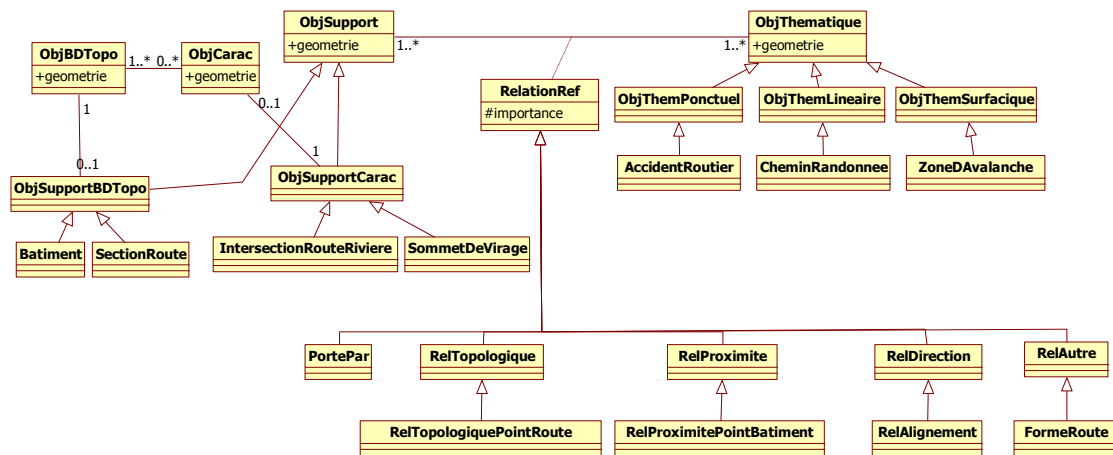 ObjSupport
+geometrie
ObjThematique
+geometrie
1..*
1..*
ObjBDTopo
+geometrie
1..*
0..*
ObjCarac
+geometrie
RelationRef
#importance
ObjThemPonctuel
ObjThemLineaire
ObjThemSurfacique
1
0..1
0..1
1
AccidentRoutier
CheminRandonnee
ZoneDAvalanche
ObjSupportBDTopo
ObjSupportCarac
Batiment
SectionRoute
IntersectionRouteRiviere
SommetDeVirage
PortePar
RelTopologique
RelProximite
RelDirection
RelAutre
RelTopologiquePointRoute
RelProximitePointBatiment
RelAlignement
FormeRoute